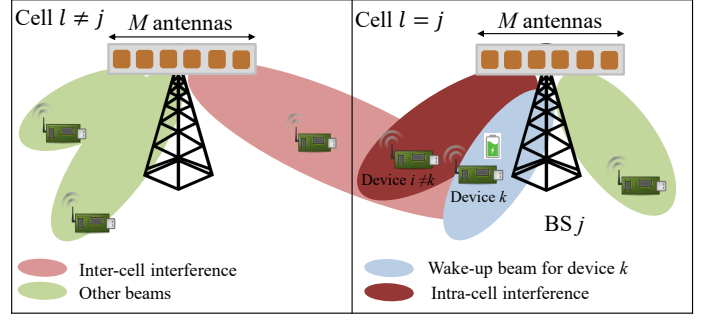 Cell l ≠ j
M antennas
Inter-cell interference
Other beams
Cell l = j
M antennas
Device i ≠k
Device k
BS j
Wake-up beam for device k
Intra-cell interference